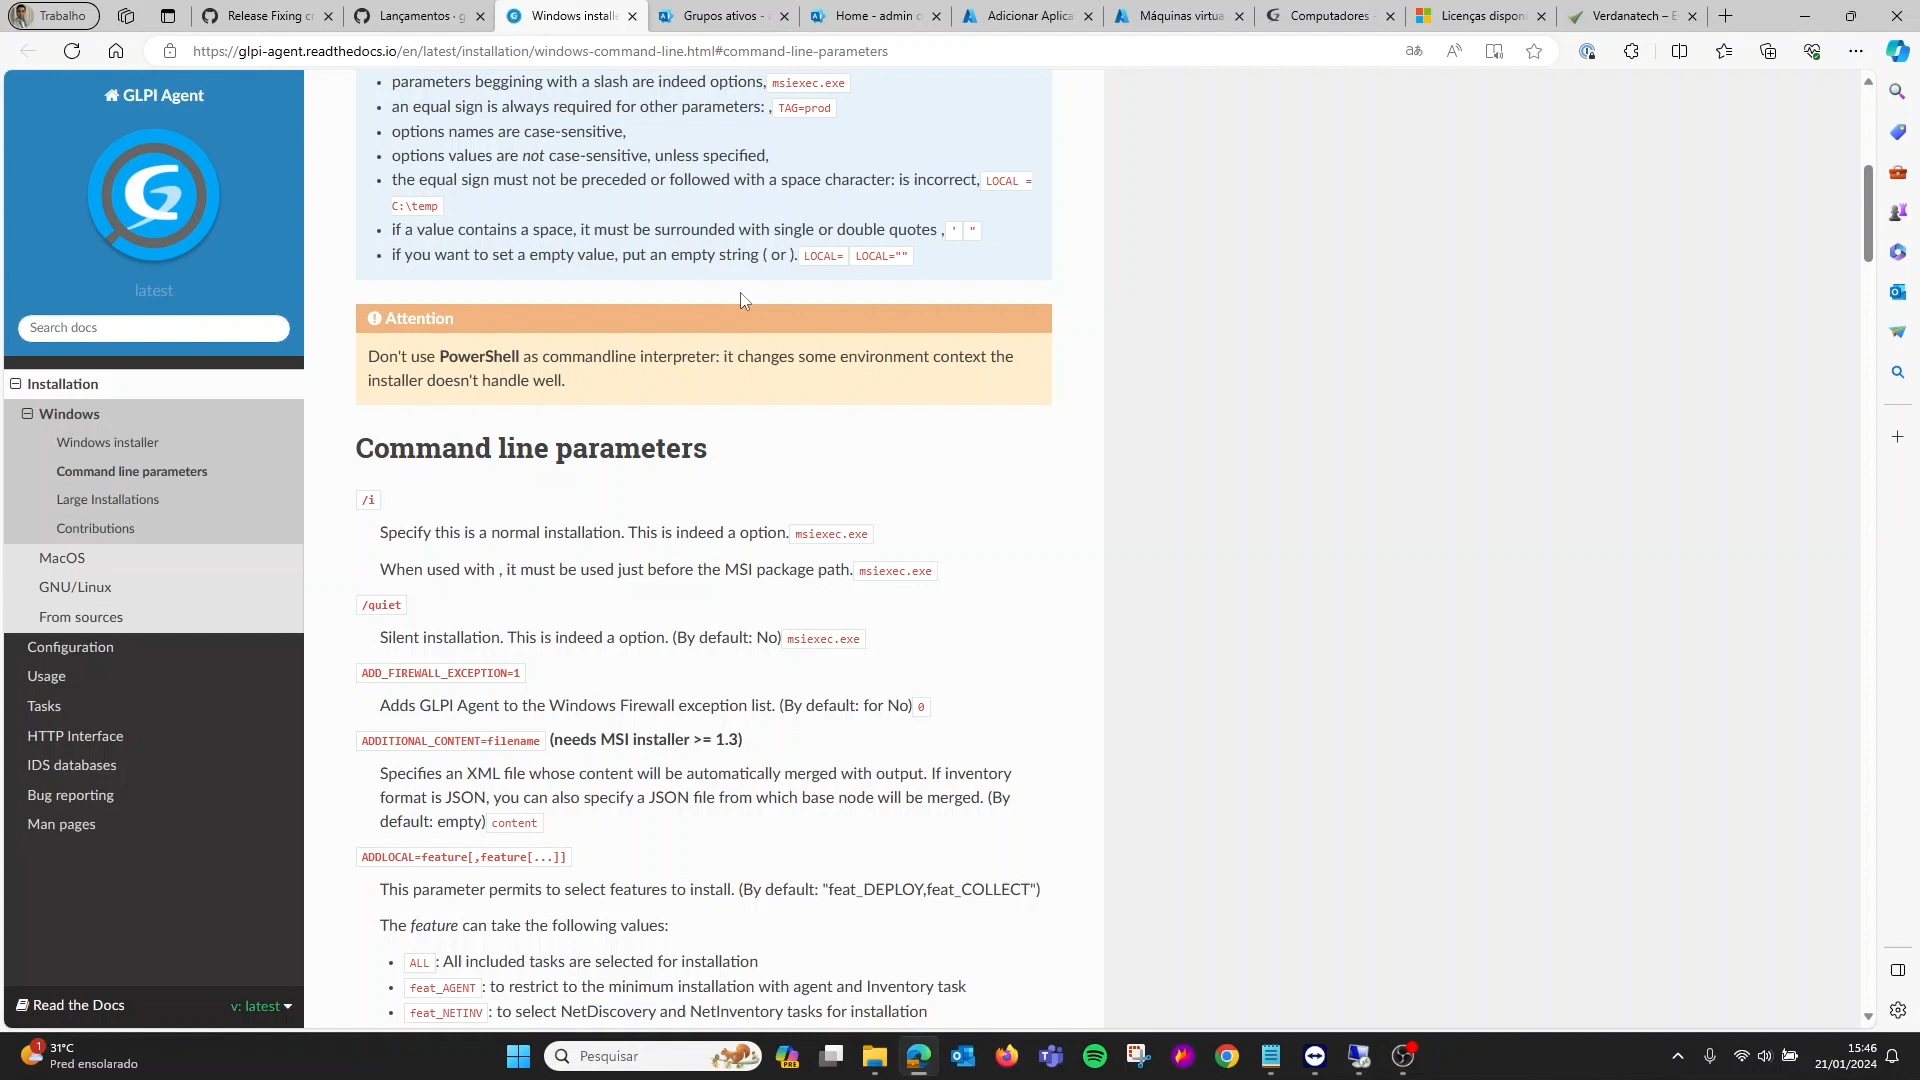 Trabalho
Release Fixing cr
Lançamentos · g
Windows installe
Grupos ativos - 
Home - admin c
Adicionar Aplica
Máquinas virtua
Computadores -
Licenças disponí
Verdanatech – E
https://glpi-agent.readthedocs.io/en/latest/installation/windows-command-line.html#command-line-parameters
GLPI Agent
latest
Search docs
Installation
Windows
Windows installer
Command line parameters
Large Installations
Contributions
MacOS
GNU/Linux
From sources
Configuration
Usage
Tasks
HTTP Interface
IDS databases
Bug reporting
Man pages
Read the Docs
v: latest
parameters beggining with a slash are indeed options, msiexec.exe
an equal sign is always required for other parameters: , TAG=prod
options names are case-sensitive,
options values are not case-sensitive, unless specified,
the equal sign must not be preceded or followed with a space character: is incorrect, LOCAL =
C:\temp
if a value contains a space, it must be surrounded with single or double quotes , ' "
if you want to set a empty value, put an empty string ( or ). LOCAL= LOCAL=""
Attention
Don't use PowerShell as commandline interpreter: it changes some environment context the
installer doesn't handle well.
Command line parameters
/i
Specify this is a normal installation. This is indeed a option. msiexec.exe
When used with , it must be used just before the MSI package path. msiexec.exe
/quiet
Silent installation. This is indeed a option. (By default: No) msiexec.exe
ADD_FIREWALL_EXCEPTION=1
Adds GLPI Agent to the Windows Firewall exception list. (By default: for No) 0
ADDITIONAL_CONTENT=filename (needs MSI installer >= 1.3)
Specifies an XML file whose content will be automatically merged with output. If inventory
format is JSON, you can also specify a JSON file from which base node will be merged. (By
default: empty) content
ADDLOCAL=feature[,feature[...]]
This parameter permits to select features to install. (By default: "feat_DEPLOY,feat_COLLECT")
The feature can take the following values:
ALL : All included tasks are selected for installation
feat_AGENT : to restrict to the minimum installation with agent and Inventory task
feat_NETINV : to select NetDiscovery and NetInventory tasks for installation
1
31°C
Pred ensolarado
Pesquisar
PRE
15:46
21/01/2024